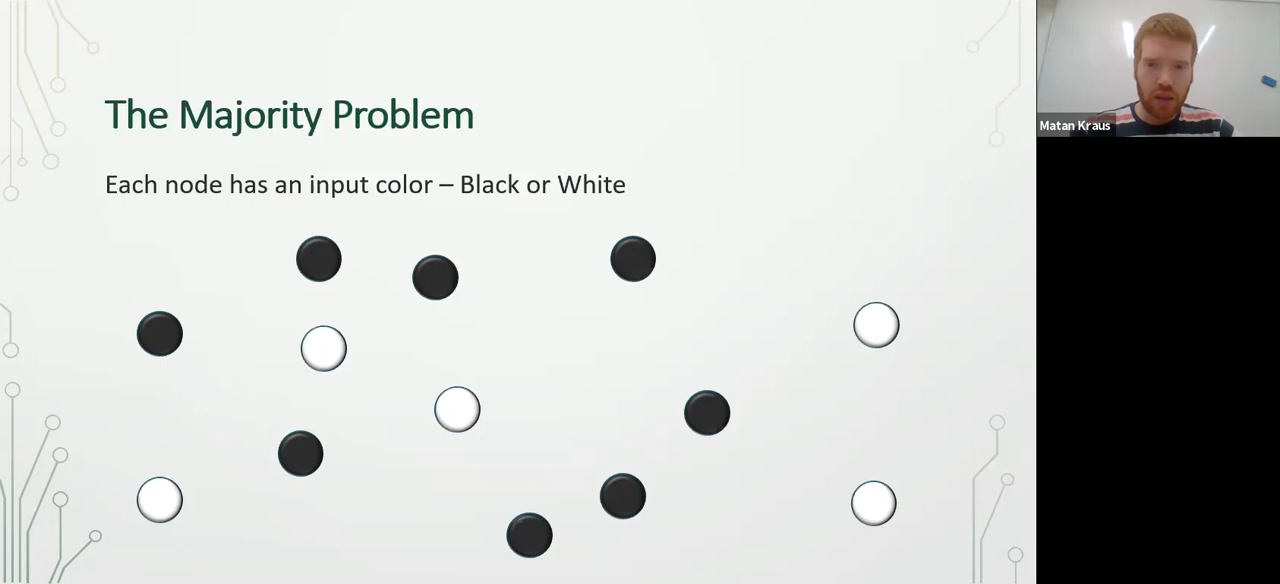 The Majority Problem
Each node has an input color – Black or White
Matan Kraus